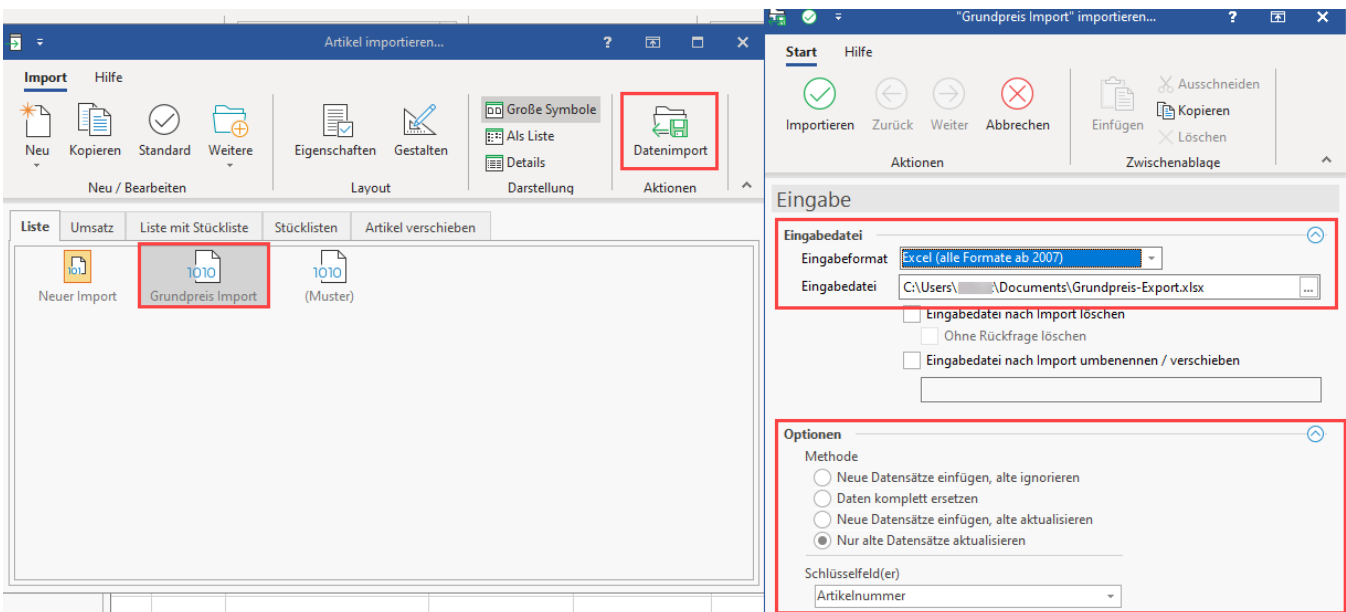 Artikel importieren...
?
Import Hilfe
Neu Kopieren Standard Weitere
Neu / Bearbeiten
Eigenschaften Gestalten
Layout
Große Symbole
Als Liste
Details
Darstellung
Datenimport
Aktionen
Liste Umsatz Liste mit Stückliste Stücklisten Artikel verschieben
101. 1010 1010
Neuer Import Grundpreis Import (Muster)
"Grundpreis Import" importieren... ?
Start Hilfe
Importieren Zurück Weiter Abbrechen
Aktionen
Einfügen
Ausschneiden
Kopieren
Löschen
Zwischenablage
Eingabe
Eingabedatei
Eingabeformat Excel (alle Formate ab 2007)
Eingabedatei C:\Users\ :\Documents\Grundpreis-Export.xlsx ...
Eingabedatei nach Import löschen
Ohne Rückfrage löschen
Eingabedatei nach Import umbenennen / verschieben
Optionen
Methode
Neue Datensätze einfügen, alte ignorieren
Daten komplett ersetzen
Neue Datensätze einfügen, alte aktualisieren
Nur alte Datensätze aktualisieren
Schlüsselfeld(er)
Artikelnummer